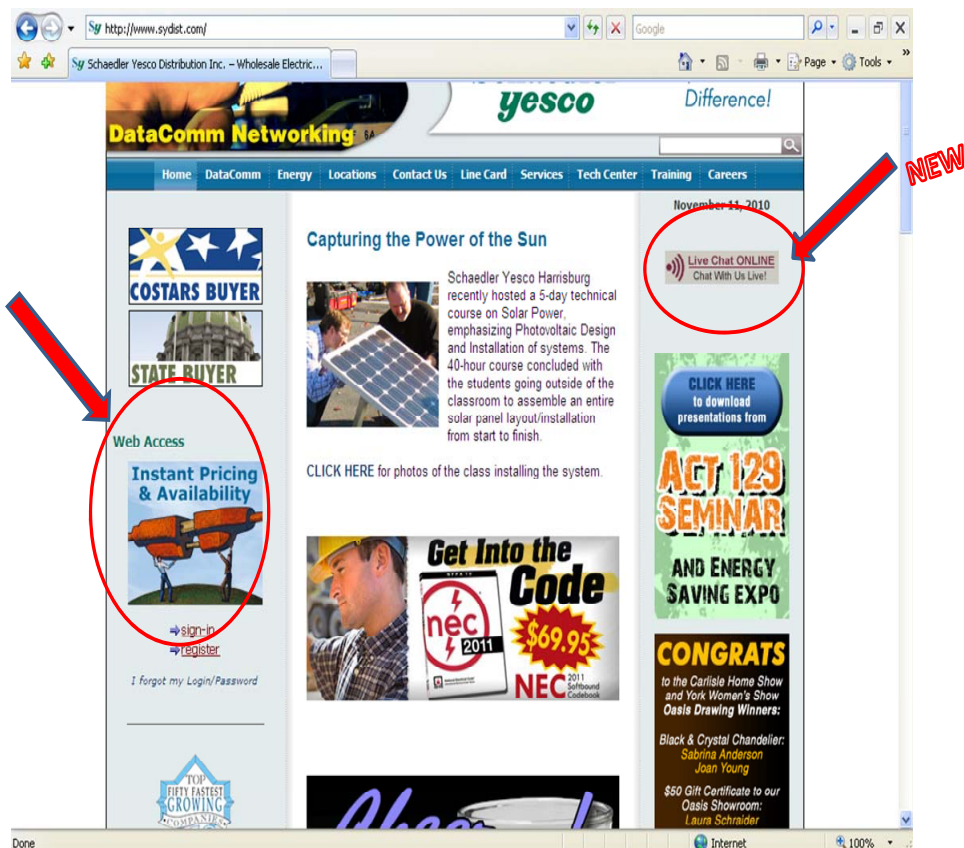 http://www.sydist.com/
Google
Sy Schaedler Yesco Distribution Inc. – Wholesale Electric...
Page
Tools
yesco
Difference!
DataComm Networking
6A
Home DataComm Energy Locations Contact Us Line Card Services Tech Center Training Careers
NEW
November 11, 2010
COSTARS BUYER
STATE BUYER
Web Access
Instant Pricing
& Availability
sign-in
register
I forgot my Login/Password
TOP
FIFTY FASTEST
GROWING
COMPANIES
Capturing the Power of the Sun
Schaedler Yesco Harrisburg
recently hosted a 5-day technical
course on Solar Power,
emphasizing Photovoltaic Design
and Installation of systems. The
40-hour course concluded with
the students going outside of the
classroom to assemble an entire
solar panel layout/installation
from start to finish.
CLICK HERE for photos of the class installing the system.
Get Into the
Code
nec
2011
$69.95
NEC 2011
Softbound
Codebook
Live Chat ONLINE
Chat With Us Live!
CLICK HERE
to download
presentations from
ACT 129
SEMINAR
AND ENERGY
SAVING EXPO
CONGRATS
to the Carlisle Home Show
and York Women's Show
Oasis Drawing Winners:
Black & Crystal Chandelier:
Sabrina Anderson
Joan Young
$50 Gift Certificate to our
Oasis Showroom:
Laura Schraider
Done
Internet
100%